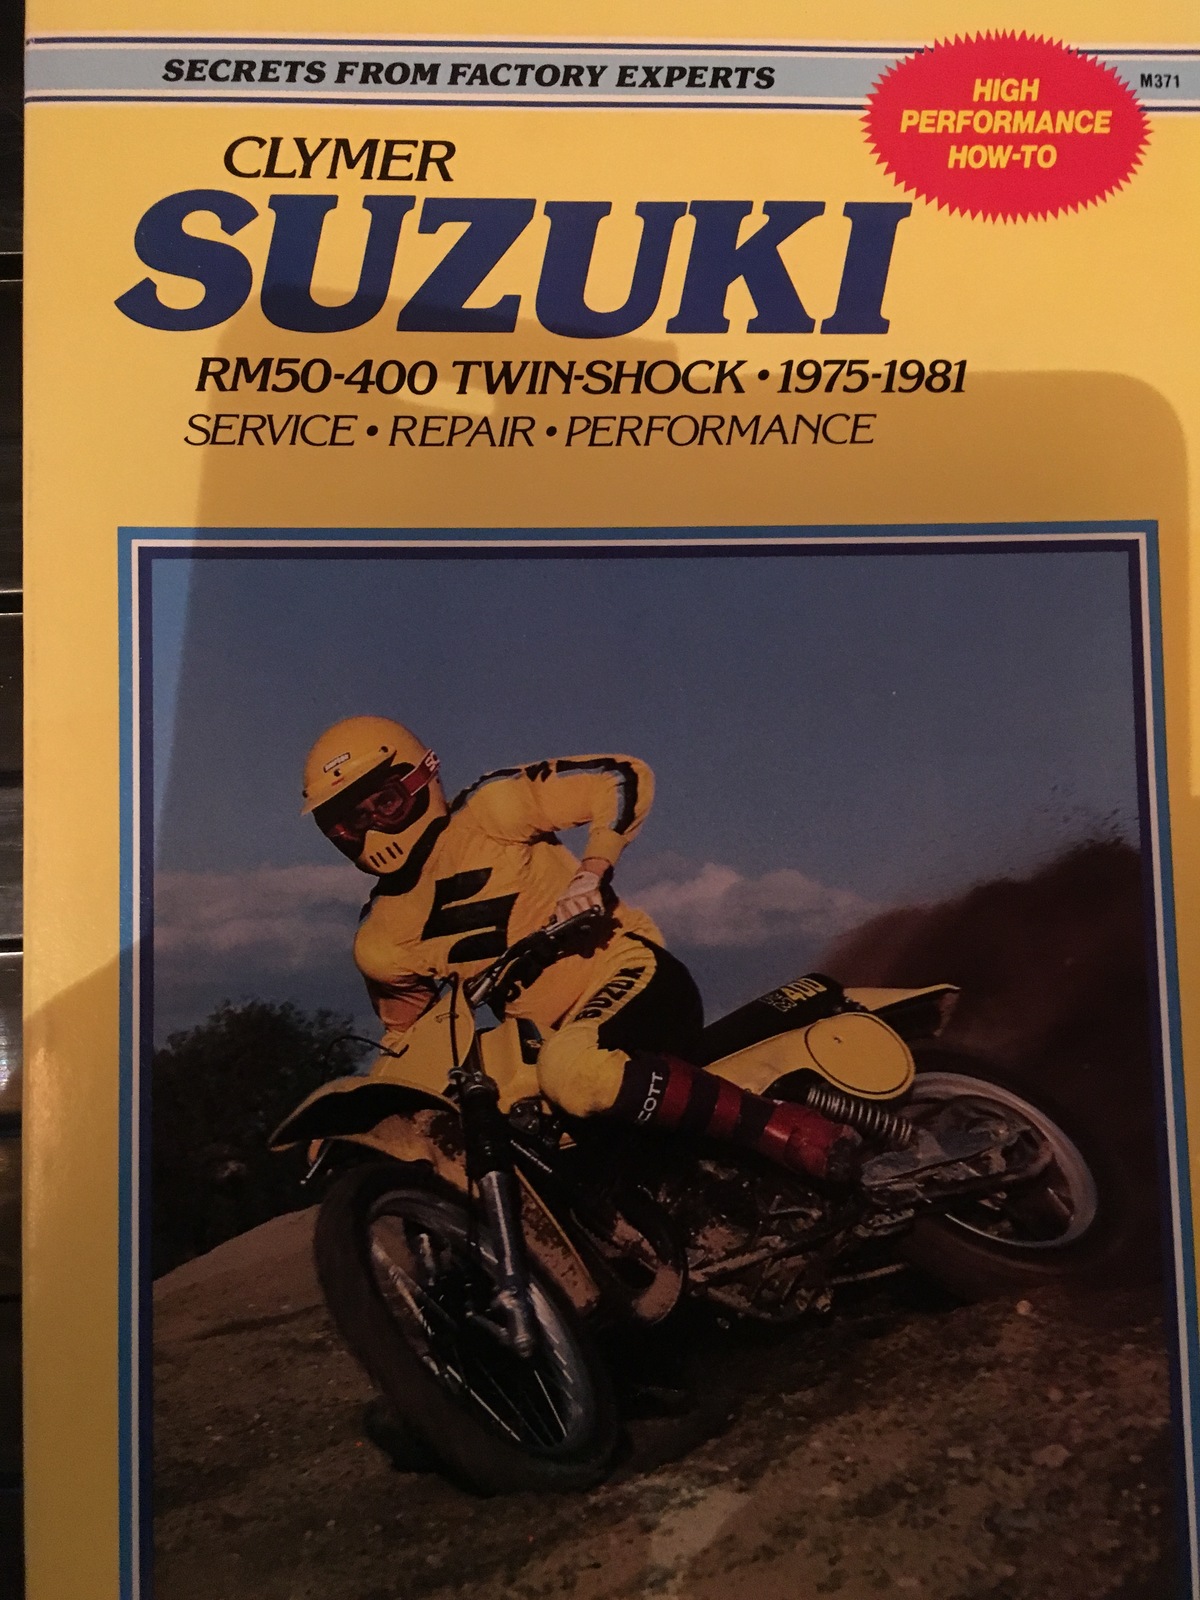 SECRETS FROM FACTORY EXPERTS
M371
HIGH
PERFORMANCE
HOW-TO
CLYMER
SUZUKI
RM50-400 TWIN-SHOCK • 1975-1981
SERVICE • REPAIR • PERFORMANCE
SUZUKI
400